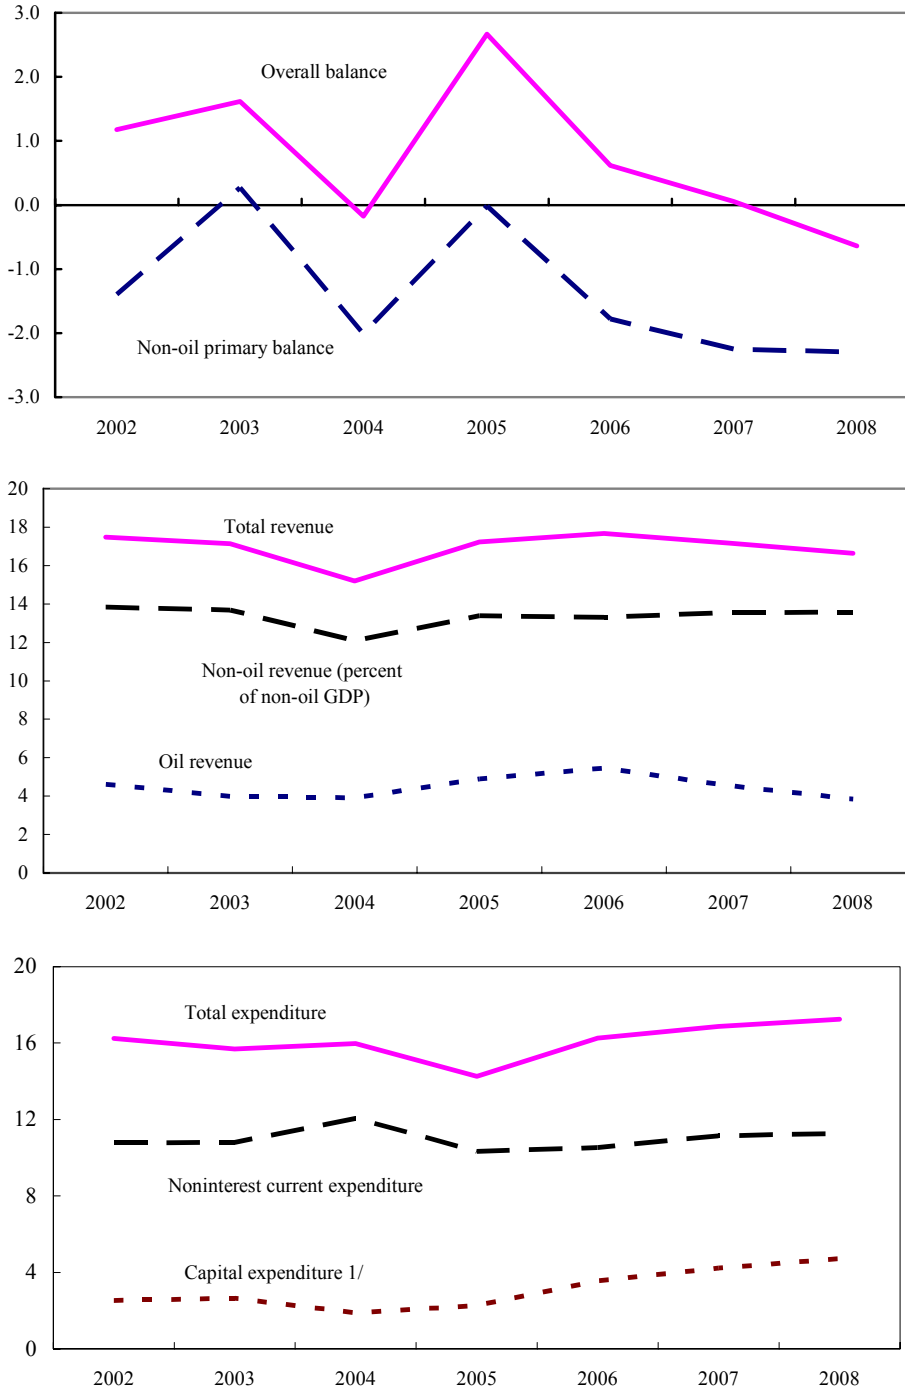 3.0
2.0
Overall balance
1.0
0.0
-1.0
-2.0
Non-oil primary balance
-3.0
2002 2003 2004 2005 2006 2007 2008
20
18
Total revenue
16
14
12
Non-oil revenue (percent
of non-oil GDP)
10
8
6
Oil revenue
4
2
0
2002 2003 2004 2005 2006 2007 2008
20
Total expenditure
16
12
Noninterest current expenditure
8
Capital expenditure 1/
4
0
2002 2003 2004 2005 2006 2007 2008